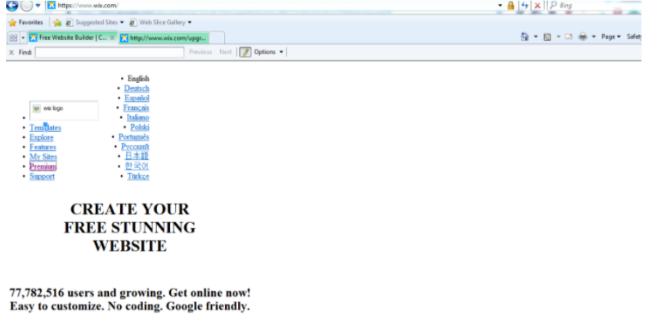 https://www.wix.com/
Bing
Favorites
Suggested Sites
Web Slice Gallery
Free Website Builder | C...
http://www.wix.com/upgr...
Page
Safety
X Find:
Previous Next
Options
wix logo
Templates
Explore
Features
My Sites
Premium
Support
English
Deutsch
Español
Français
Italiano
Polski
Português
Русский
日本語
한국어
Türkçe
CREATE YOUR
FREE STUNNING
WEBSITE
77,782,516 users and growing. Get online now!
Easy to customize. No coding. Google friendly.